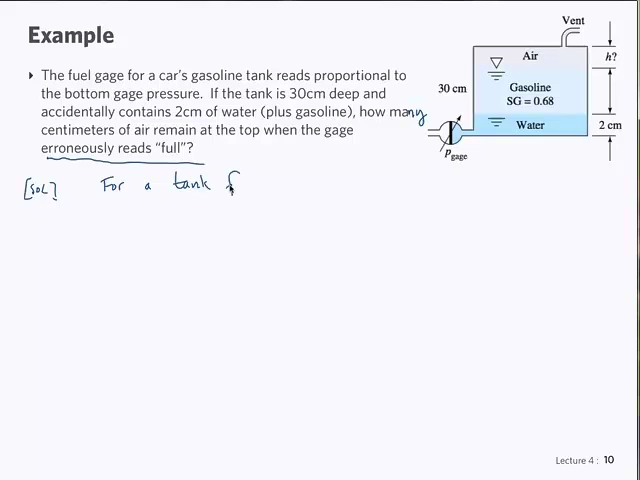 Example
The fuel gage for a car's gasoline tank reads proportional to
the bottom gage pressure. If the tank is 30cm deep and
accidentally contains 2cm of water (plus gasoline), how many
centimeters of air remain at the top when the gage
erroneously reads "full"?
[SOL] For a tank f
Vent
Air
h?
30 cm
Gasoline
SG = 0.68
Water
2 cm
Pgage
Lecture 4 : 10